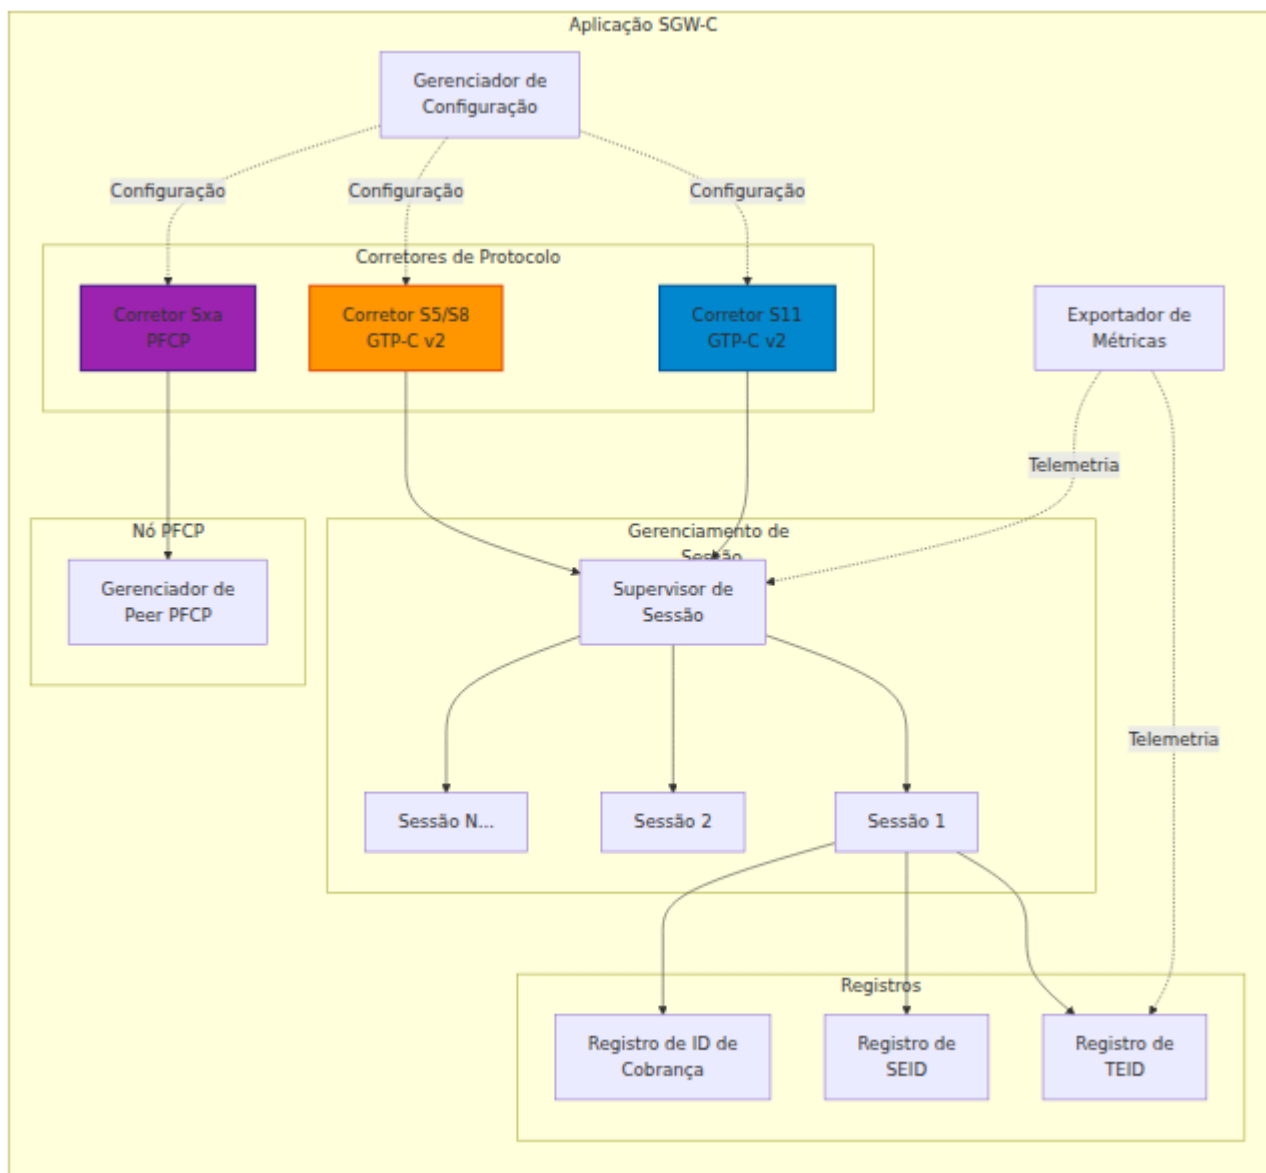 Aplicação SGW-C
Gerenciador de
Configuração
Configuração
Configuração
Configuração
Corretores de Protocolo
Corretor Sxa
PFCP
Corretor S5/S8
GTP-C v2
Corretor S11
GTP-C v2
Exportador de
Métricas
Telemetria
Nó PFCP
Gerenciador de
Peer PFCP
Gerenciamento de
Sessão
Supervisor de
Sessão
Telemetria
Sessão N...
Sessão 2
Sessão 1
Registros
Registro de ID de
Cobrança
Registro de
SEID
Registro de
TEID